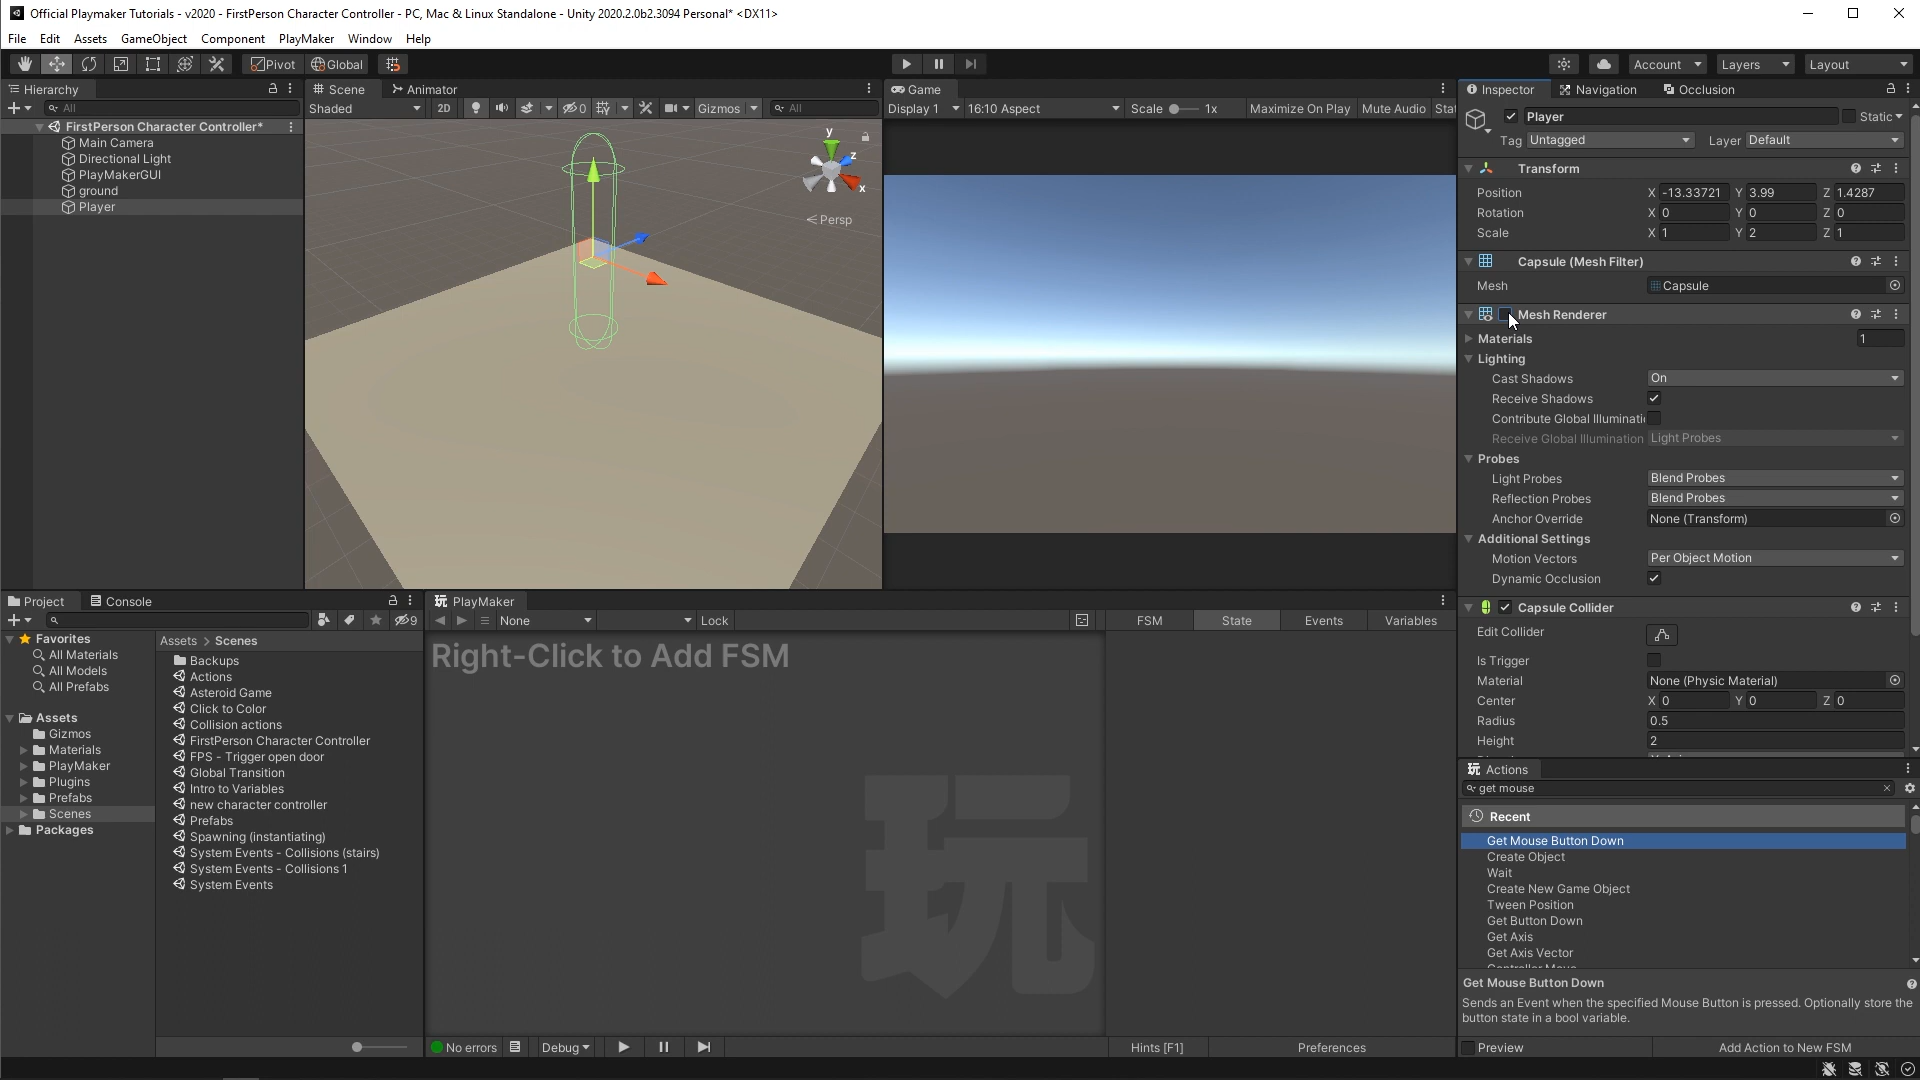 Official Playmaker Tutorials - v2020 - FirstPerson Character Controller - PC, Mac & Linux Standalone - Unity 2020.2.0b2.3094 Personal* <DX11>
File Edit Assets GameObject Component PlayMaker Window Help
Pivot Global Account Layers Layout
Hierarchy
All
FirstPerson Character Controller*
Main Camera
Directional Light
PlayMakerGUI
ground
Player
Scene Animator
Shaded 2D 0 Gizmos All
y
z
x
Persp
Game
Display 1 16:10 Aspect Scale 1x Maximize On Play Mute Audio Stat
Inspector Navigation Occlusion
Player Static
Tag Untagged Layer Default
Transform
Position X -13.33721 Y 3.99 Z 1.4287
Rotation X 0 Y 0 Z 0
Scale X 1 Y 2 Z 1
Capsule (Mesh Filter)
Mesh Capsule
Mesh Renderer
Materials 1
Lighting
Cast Shadows On
Receive Shadows
Contribute Global Illuminati
Receive Global Illumination Light Probes
Probes
Light Probes Blend Probes
Reflection Probes Blend Probes
Anchor Override None (Transform)
Additional Settings
Motion Vectors Per Object Motion
Dynamic Occlusion
Capsule Collider
Edit Collider
Is Trigger
Material None (Physic Material)
Center X 0 Y 0 Z 0
Radius 0.5
Height 2
Project Console
9
Favorites
All Materials
All Models
All Prefabs
Assets
Gizmos
Materials
PlayMaker
Plugins
Prefabs
Scenes
Packages
Assets > Scenes
Backups
Actions
Asteroid Game
Click to Color
Collision actions
FirstPerson Character Controller
FPS - Trigger open door
Global Transition
Intro to Variables
new character controller
Prefabs
Spawning (instantiating)
System Events - Collisions (stairs)
System Events - Collisions 1
System Events
玩 PlayMaker
None Lock FSM State Events Variables
Right-Click to Add FSM
玩
No errors Debug Hints [F1] Preferences
玩 Actions
get mouse
Recent
Get Mouse Button Down
Create Object
Wait
Create New Game Object
Tween Position
Get Button Down
Get Axis
Get Axis Vector
Get Mouse Button Down
Sends an Event when the specified Mouse Button is pressed. Optionally store the
button state in a bool variable.
Preview Add Action to New FSM